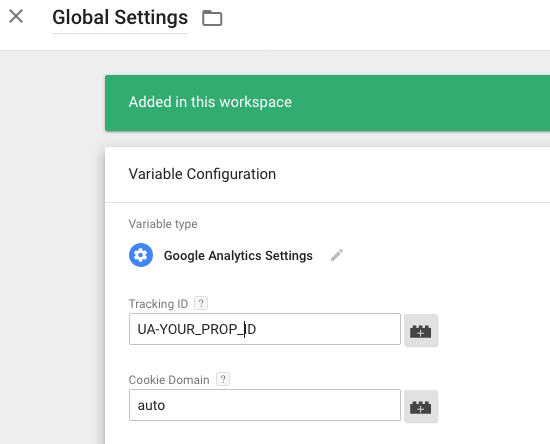 Global Settings
Added in this workspace
Variable Configuration
Variable type
Google Analytics Settings
Tracking ID ?
UA-YOUR_PROP_ID
Cookie Domain ?
auto